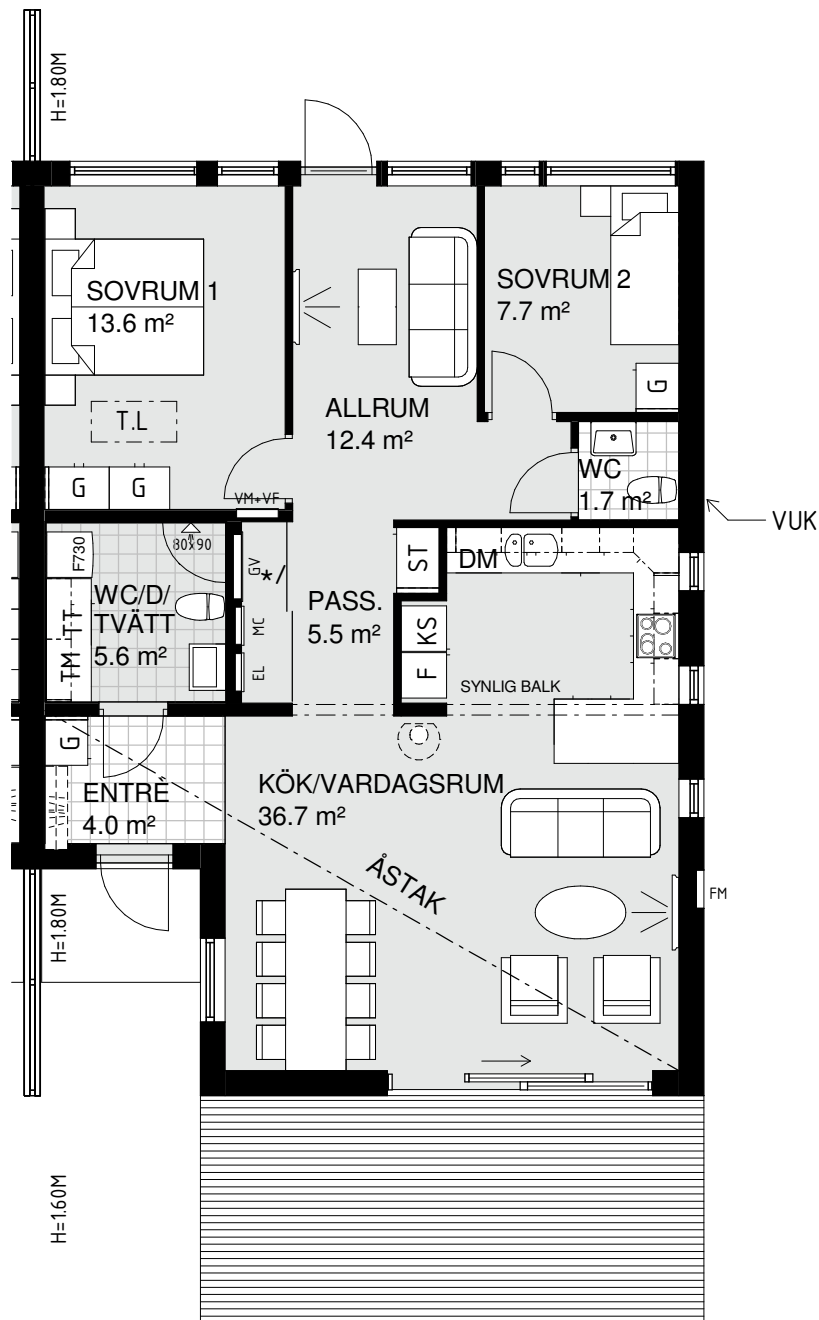 H=1.80M
SOVRUM 1
13.6 m²
SOVRUM 2
7.7 m²
G
T.L
ALLRUM
12.4 m²
WC
1.7 m²
G
G
VM+VF
VUK
80x90
F730
GV
*/
ST
DM
WC/D/
TVÄTT
5.6 m²
TT
TM
PASS.
5.5 m²
MC
EL
KS
F
SYNLIG BALK
G
ENTRE
4.0 m²
KÖK/VARDAGSRUM
36.7 m²
ÅSTAK
FM
H=1.80M
H=1.60M